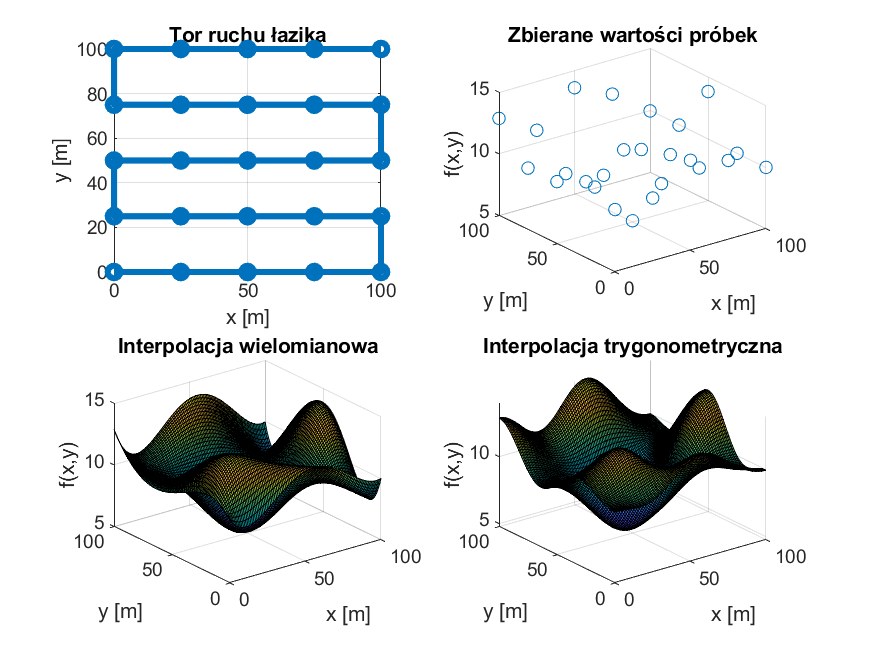 Tor ruchu łazika
100
80
60
40
20
0
y [m]
0
50
100
x [m]
Zbierane wartości próbek
15
10
5
f(x,y)
100
50
0
y [m]
0
50
100
x [m]
Interpolacja wielomianowa
15
10
5
f(x,y)
100
50
0
y [m]
0
50
100
x [m]
Interpolacja trygonometryczna
10
5
f(x,y)
100
50
0
y [m]
0
50
100
x [m]